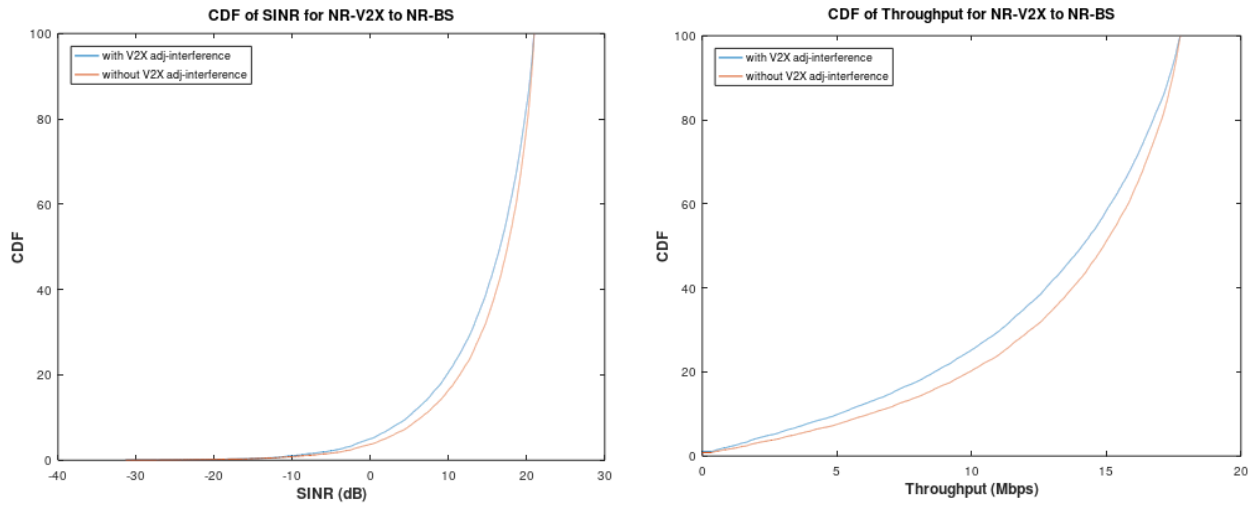 CDF of SINR for NR-V2X to NR-BS
100
80
60
40
20
0
CDF
with V2X adj-interference
without V2X adj-interference
-40 -30 -20 -10 0 10 20 30
SINR (dB)
CDF of Throughput for NR-V2X to NR-BS
100
80
60
40
20
0
CDF
with V2X adj-interference
without V2X adj-interference
0 5 10 15 20
Throughput (Mbps)